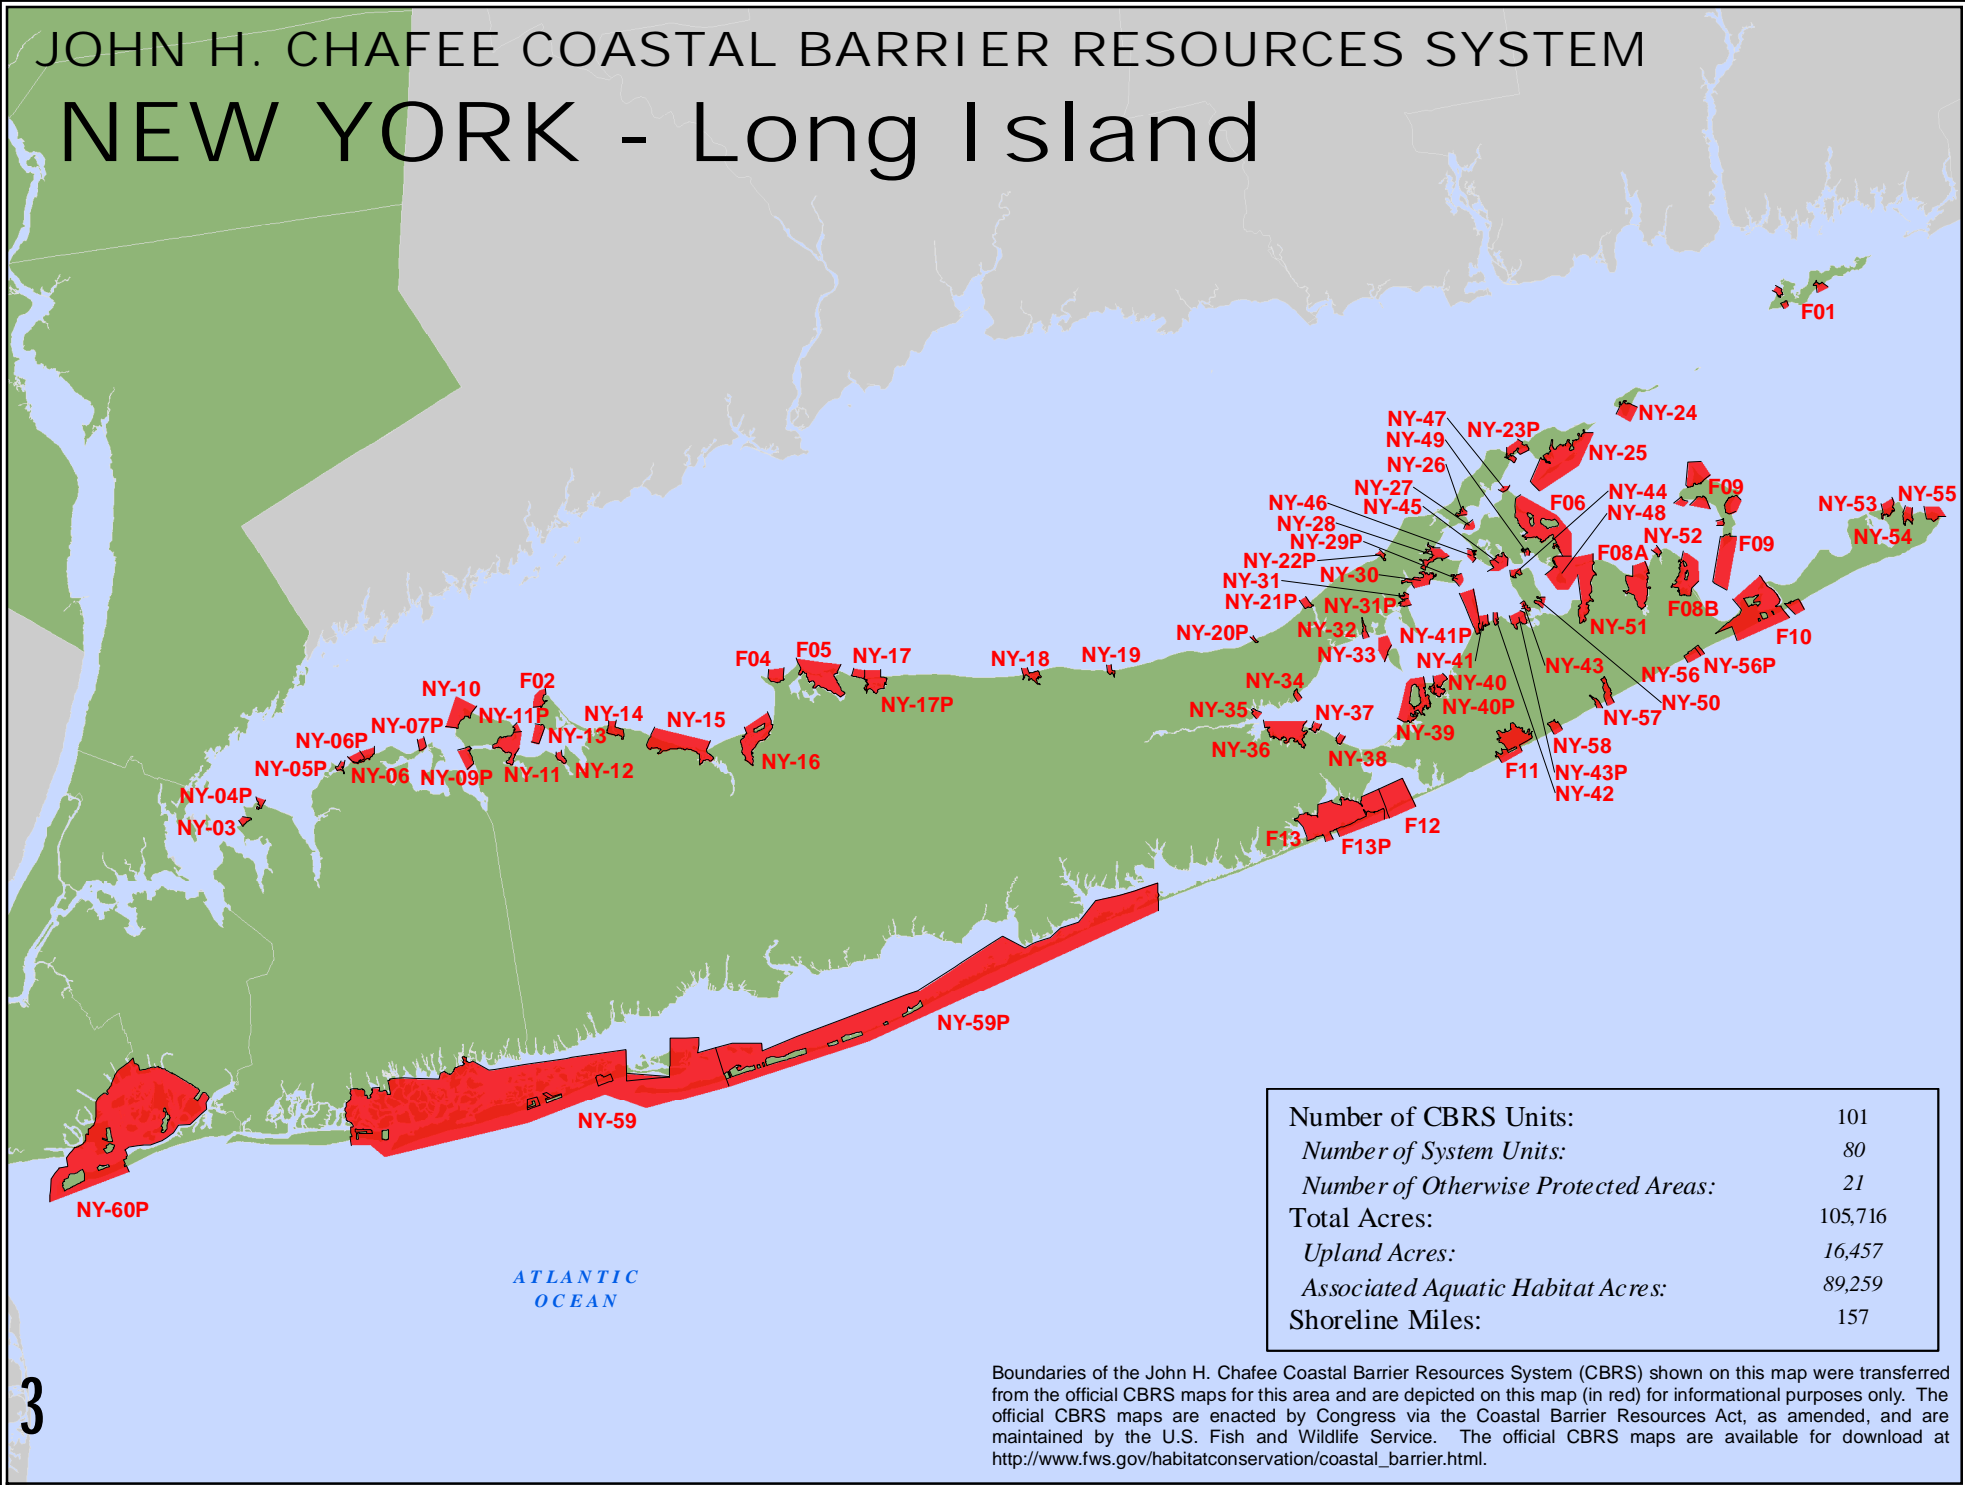 JOHN H. CHAFEE COASTAL BARRIER RESOURCES SYSTEM
NEW YORK - Long Island
F01
NY-24
NY-47
NY-23P
NY-49
NY-25
NY-26
NY-27
NY-44
F09
NY-53
NY-55
NY-46
NY-45
F06
NY-48
NY-28
NY-54
NY-29P
NY-52
F09
NY-22P
F08A
NY-31
NY-30
NY-21P
NY-31P
F08B
NY-20P
NY-32
NY-41P
NY-51
F10
NY-33
NY-41
NY-43
NY-56
NY-56P
F04
F05
NY-17
NY-18
NY-19
NY-34
NY-40
NY-50
NY-10
F02
NY-17P
NY-35
NY-37
NY-40P
NY-57
NY-07P
NY-11P
NY-14
NY-15
NY-39
NY-06P
NY-13
NY-36
NY-38
NY-58
NY-05P
NY-06
NY-09P
NY-11
NY-12
NY-16
F11
NY-43P
NY-42
NY-04P
NY-03
F13
F13P
F12
NY-59P
NY-59
NY-60P
ATLANTIC
OCEAN
Number of CBRS Units: 101
Number of System Units: 80
Number of Otherwise Protected Areas: 21
Total Acres: 105,716
Upland Acres: 16,457
Associated Aquatic Habitat Acres: 89,259
Shoreline Miles: 157
Boundaries of the John H. Chafee Coastal Barrier Resources System (CBRS) shown on this map were transferred
from the official CBRS maps for this area and are depicted on this map (in red) for informational purposes only. The
official CBRS maps are enacted by Congress via the Coastal Barrier Resources Act, as amended, and are
maintained by the U.S. Fish and Wildlife Service. The official CBRS maps are available for download at
http://www.fws.gov/habitatconservation/coastal_barrier.html.
3